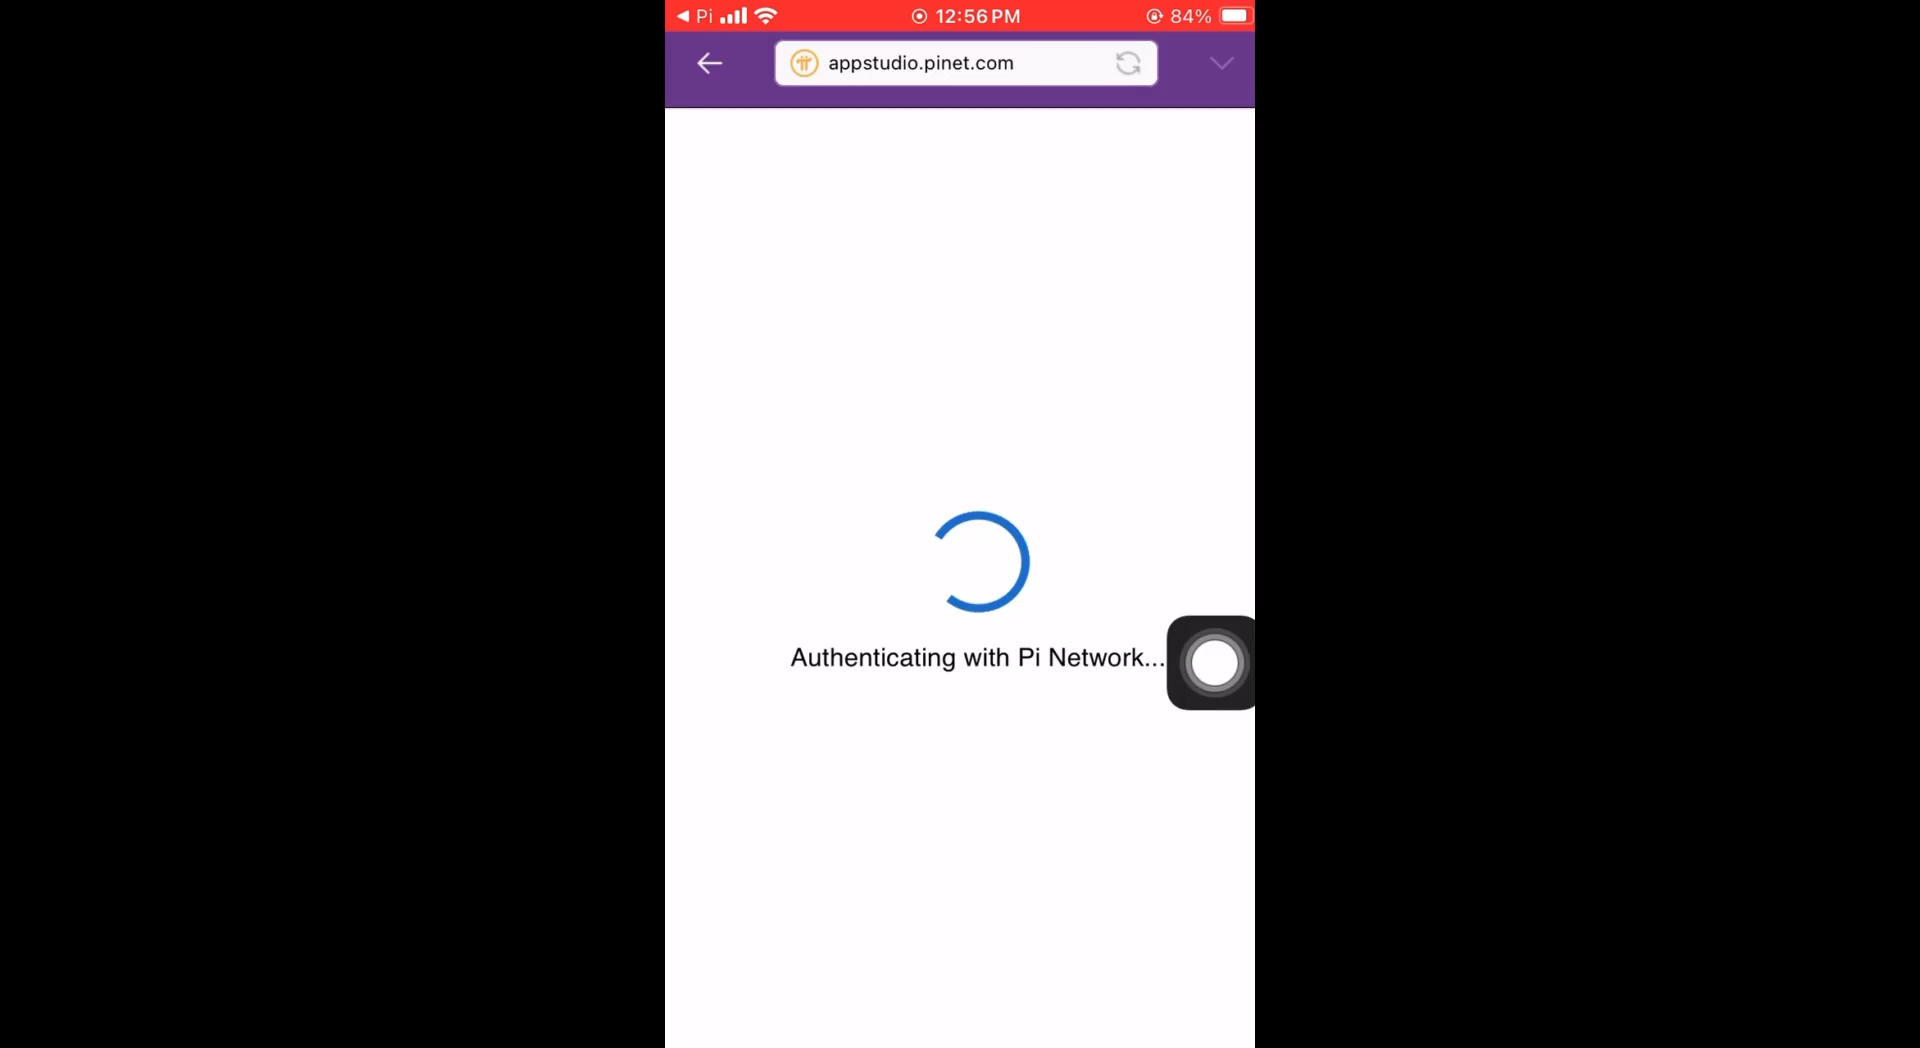 Pi 12:56 PM 84%
appstudio.pinet.com
Authenticating with Pi Network...